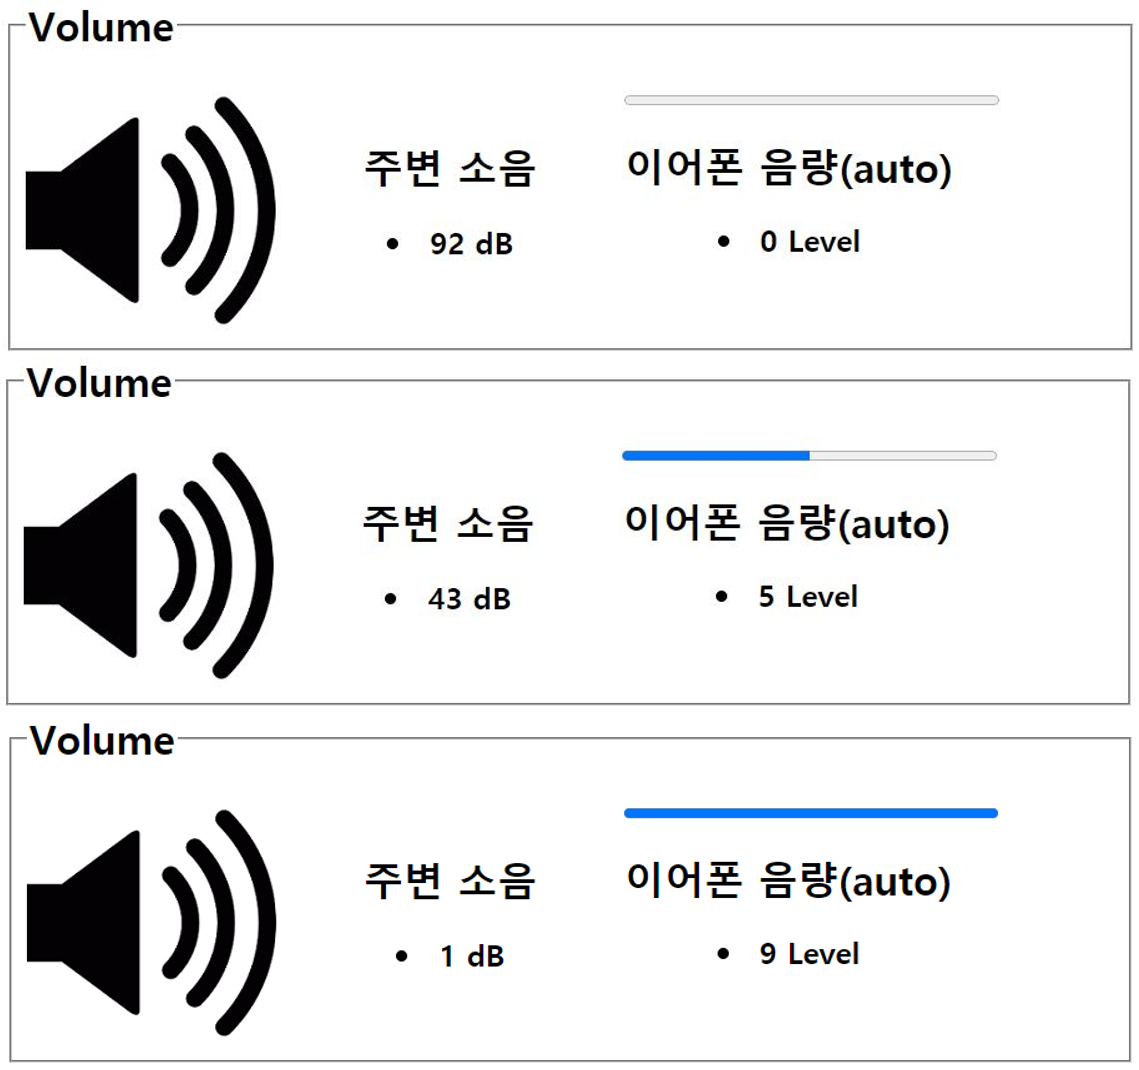 Volume
주변 소음
이어폰 음량(auto)
• 92 dB
• 0 Level
Volume
주변 소음
이어폰 음량(auto)
• 43 dB
• 5 Level
Volume
주변 소음
이어폰 음량(auto)
• 1 dB
• 9 Level